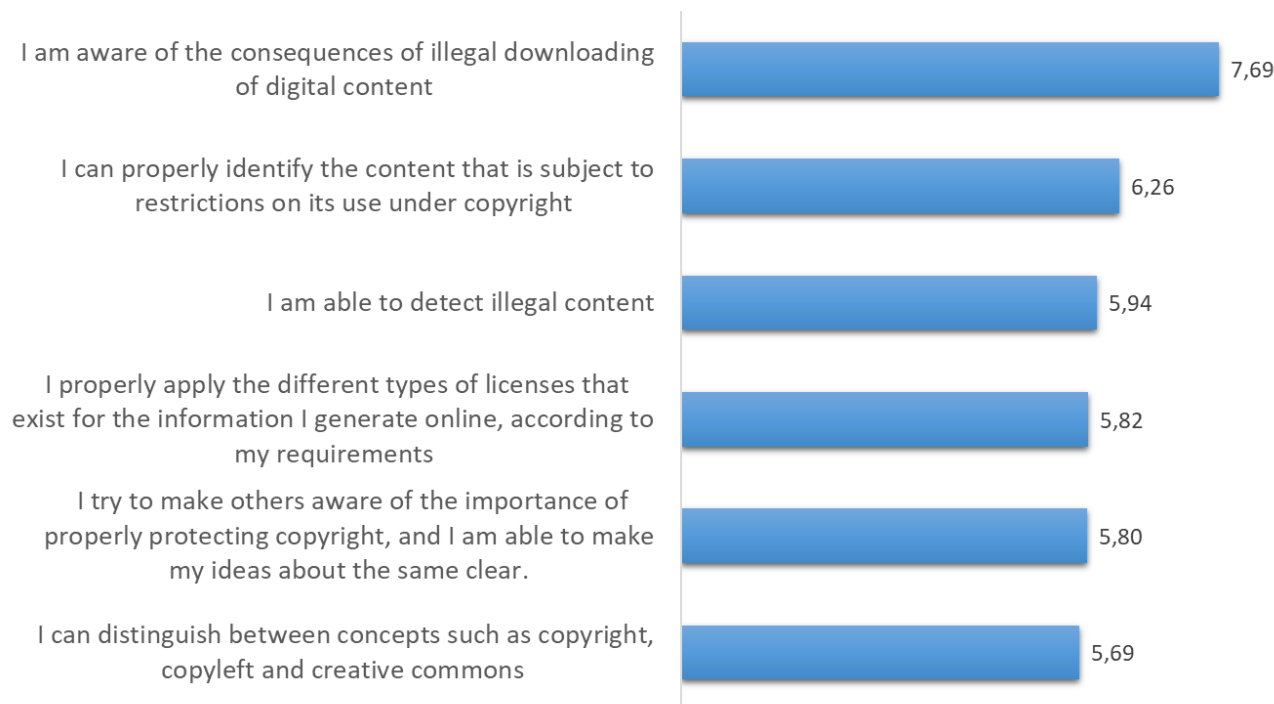 I am aware of the consequences of illegal downloading
of digital content
7,69
I can properly identify the content that is subject to
restrictions on its use under copyright
6,26
I am able to detect illegal content
5,94
I properly apply the different types of licenses that
exist for the information I generate online, according to
my requirements
5,82
I try to make others aware of the importance of
properly protecting copyright, and I am able to make
my ideas about the same clear.
5,80
I can distinguish between concepts such as copyright,
copyleft and creative commons
5,69